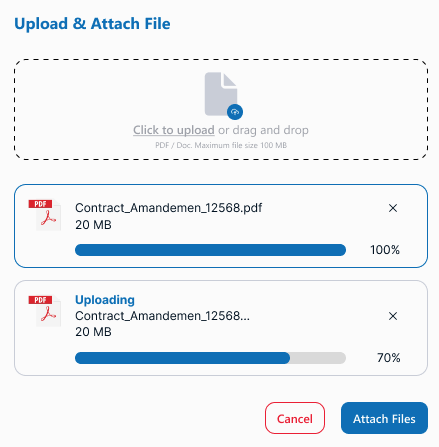 Upload & Attach File
Click to upload or drag and drop
PDF / Doc. Maximum file size 100 MB
PDF
Contract_Amandemen_12568.pdf
20 MB
100%
PDF
Uploading
Contract_Amandemen_12568...
20 MB
70%
Cancel
Attach Files